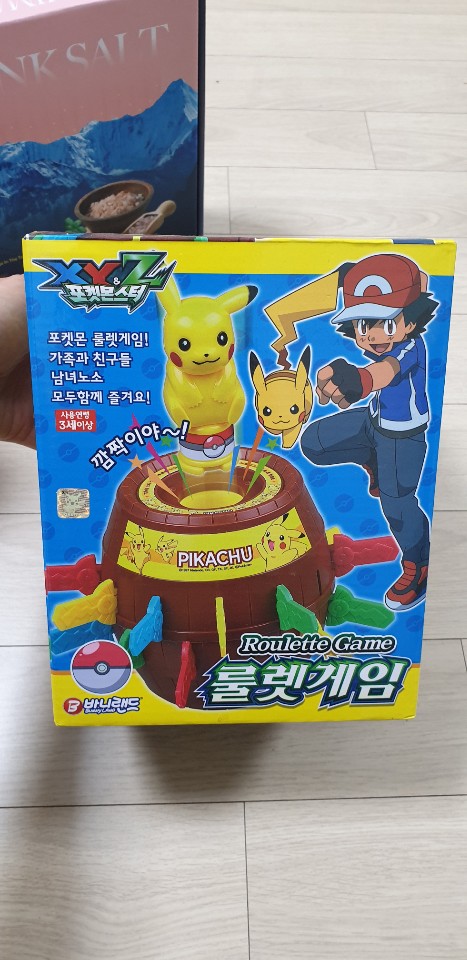 NK SALT
XY&Z
포켓몬스터
포켓몬 룰렛게임!
가족과 친구들
남녀노소
모두함께 즐겨요!
사용연령
3세이상
깜짝이야~!
PIKACHU
Roulette Game
룰렛게임
B 바니랜드